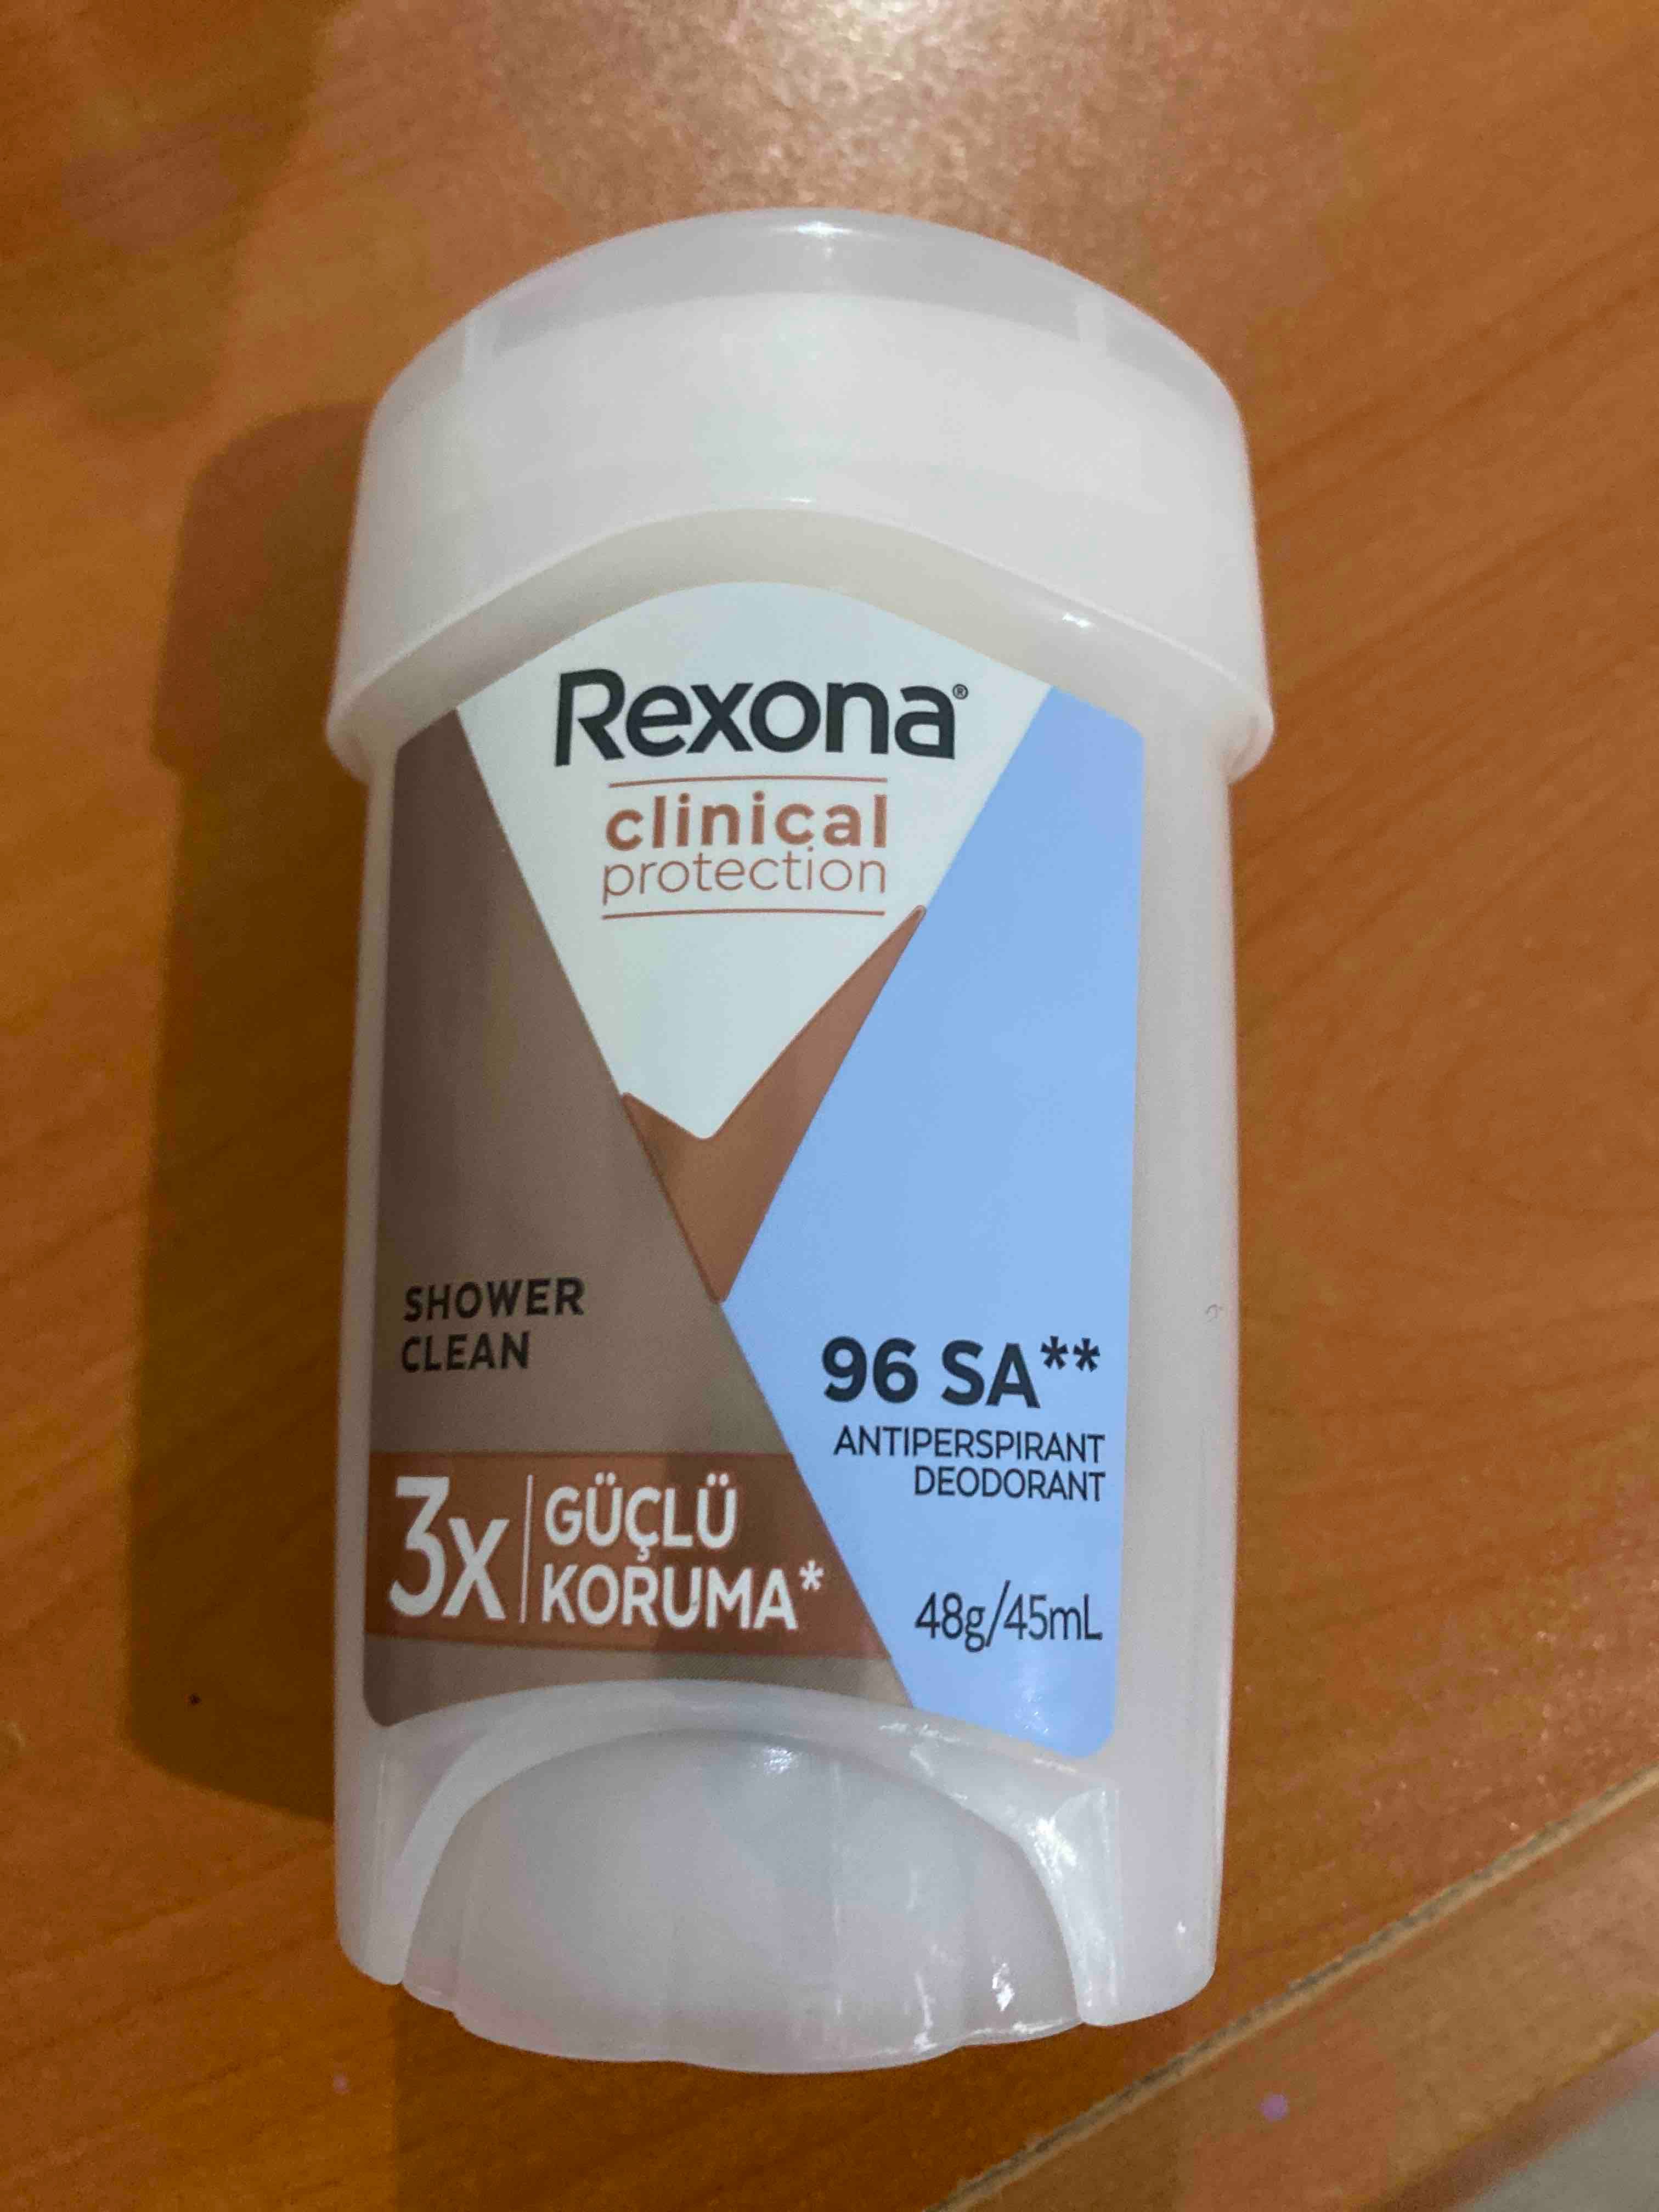 Rexona®
clinical
protection
SHOWER
CLEAN
96 SA**
ANTIPERSPIRANT
DEODORANT
3x GÜÇLÜ
KORUMA*
48g/45mL